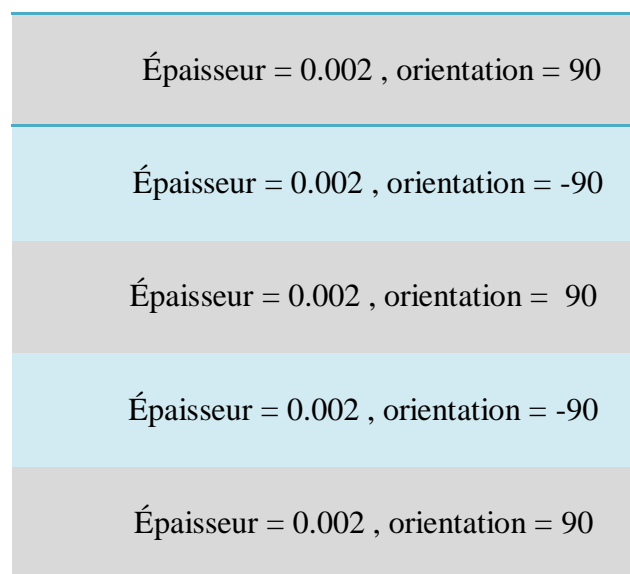 Épaisseur = 0.002 , orientation = 90
Épaisseur = 0.002 , orientation = -90
Épaisseur = 0.002 , orientation =  90
Épaisseur = 0.002 , orientation = -90
Épaisseur = 0.002 , orientation = 90